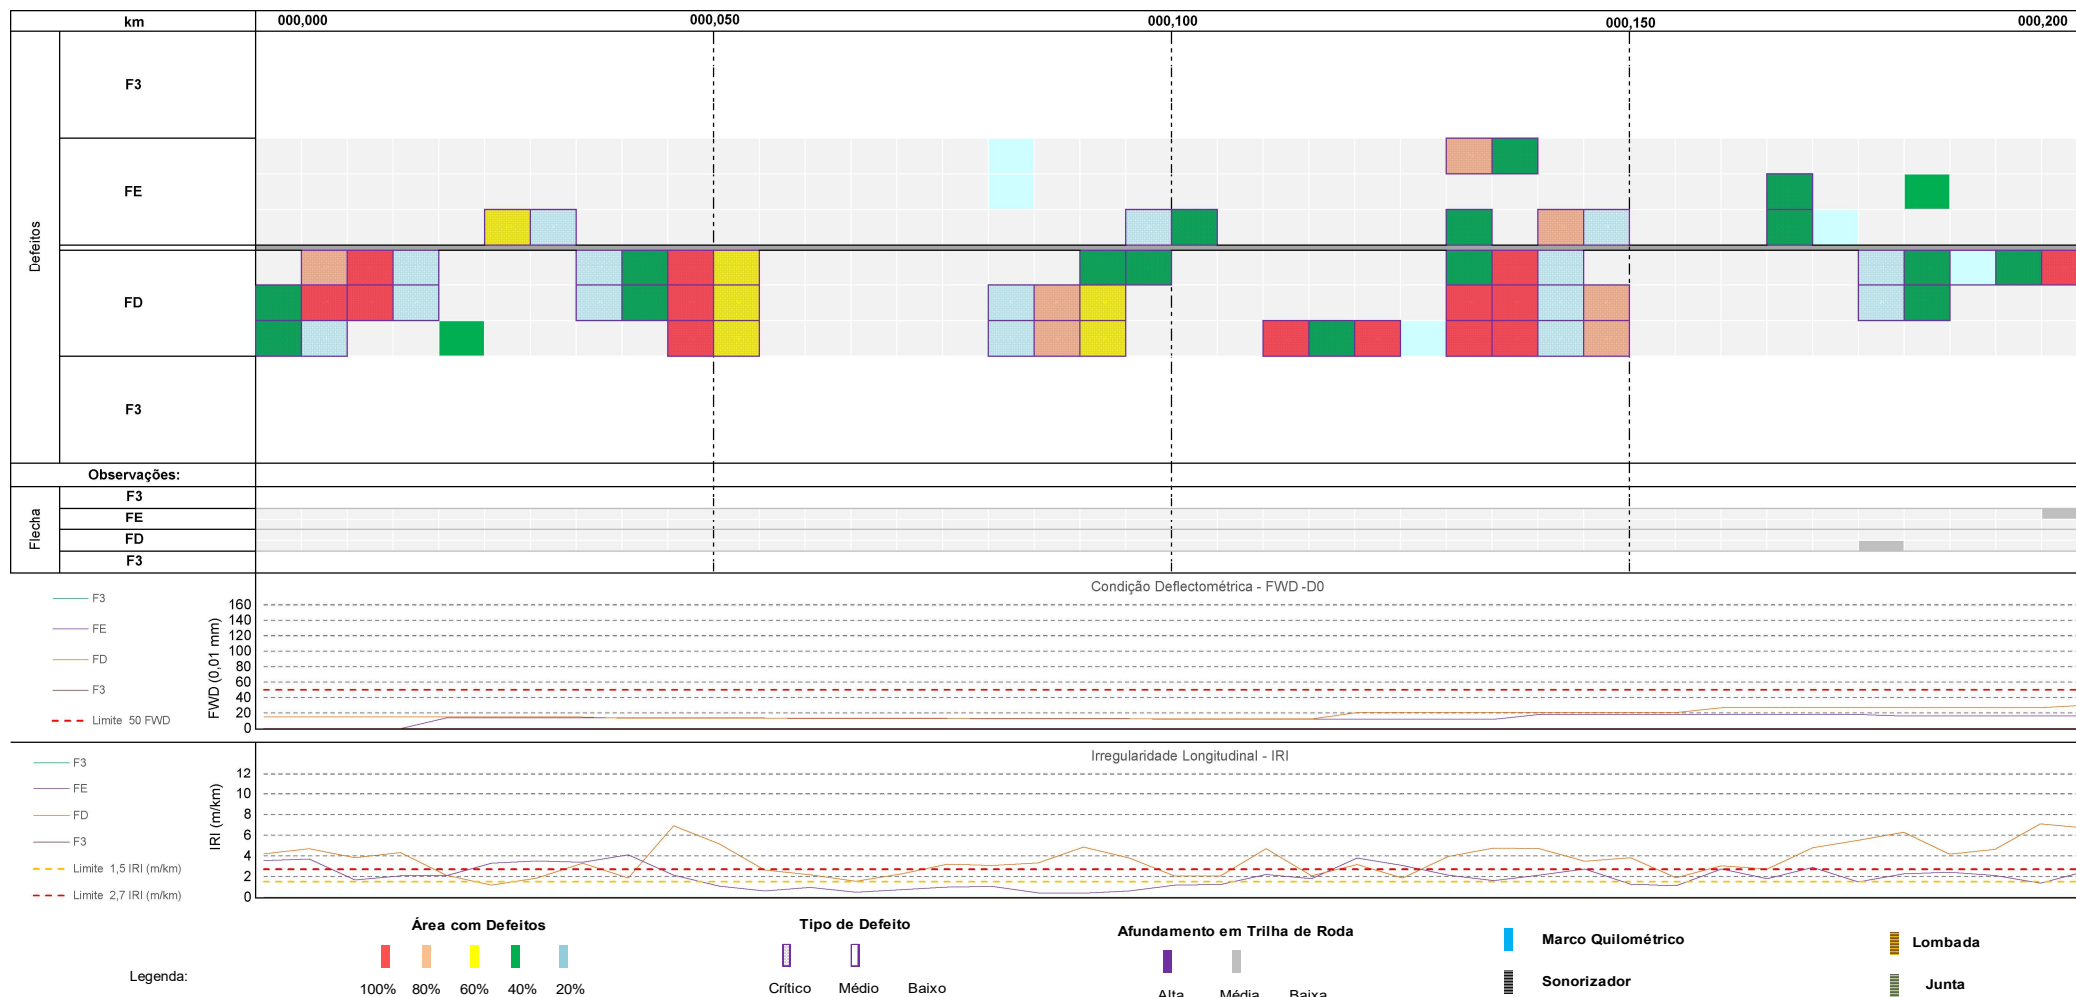 km 000,000 000,050 000,100 000,150 000,200
Defeitos
F3
FE
FD
F3
Observações:
Flecha
F3
FE
FD
F3
Condição Deflectométrica - FWD -D0
F3
FE
FD
F3
Limite 50 FWD
FWD (0,01 mm)
160
140
120
100
80
60
40
20
0
Irregularidade Longitudinal - IRI
F3
FE
FD
F3
Limite 1,5 IRI (m/km)
Limite 2,7 IRI (m/km)
IRI (m/km)
12
10
8
6
4
2
0
Legenda:
Área com Defeitos
100% 80% 60% 40% 20%
Tipo de Defeito
Crítico Médio Baixo
Afundamento em Trilha de Roda
Alta Média Baixa
Marco Quilométrico
Sonorizador
Lombada
Junta